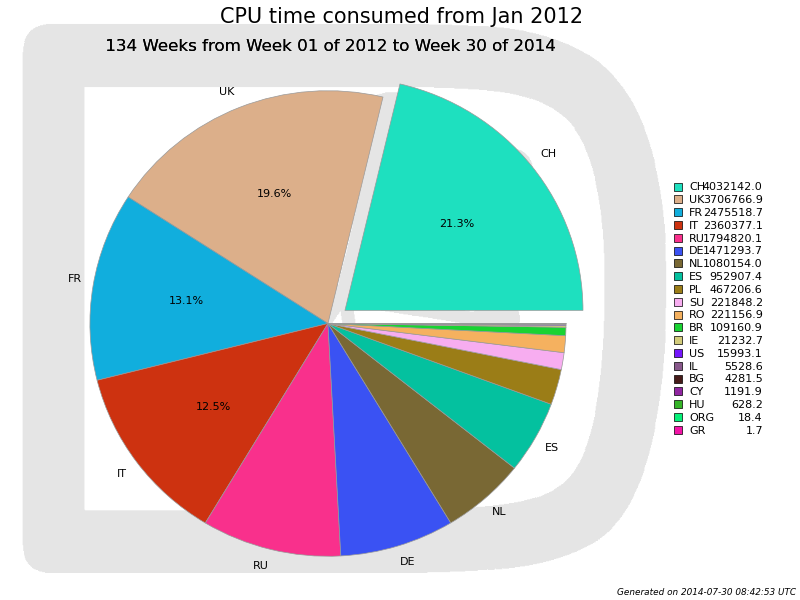 CPU time consumed from Jan 2012
134 Weeks from Week 01 of 2012 to Week 30 of 2014
UK
CH
19.6%
21.3%
FR
13.1%
12.5%
IT
RU
DE
NL
ES
CH 4032142.0
UK 3706766.9
FR 2475518.7
IT 2360377.1
RU 1794820.1
DE 1471293.7
NL 1080154.0
ES 952907.4
PL 467206.6
SU 221848.2
RO 221156.9
BR 109160.9
IE 21232.7
US 15993.1
IL 5528.6
BG 4281.5
CY 1191.9
HU 628.2
ORG 18.4
GR 1.7
Generated on 2014-07-30 08:42:53 UTC